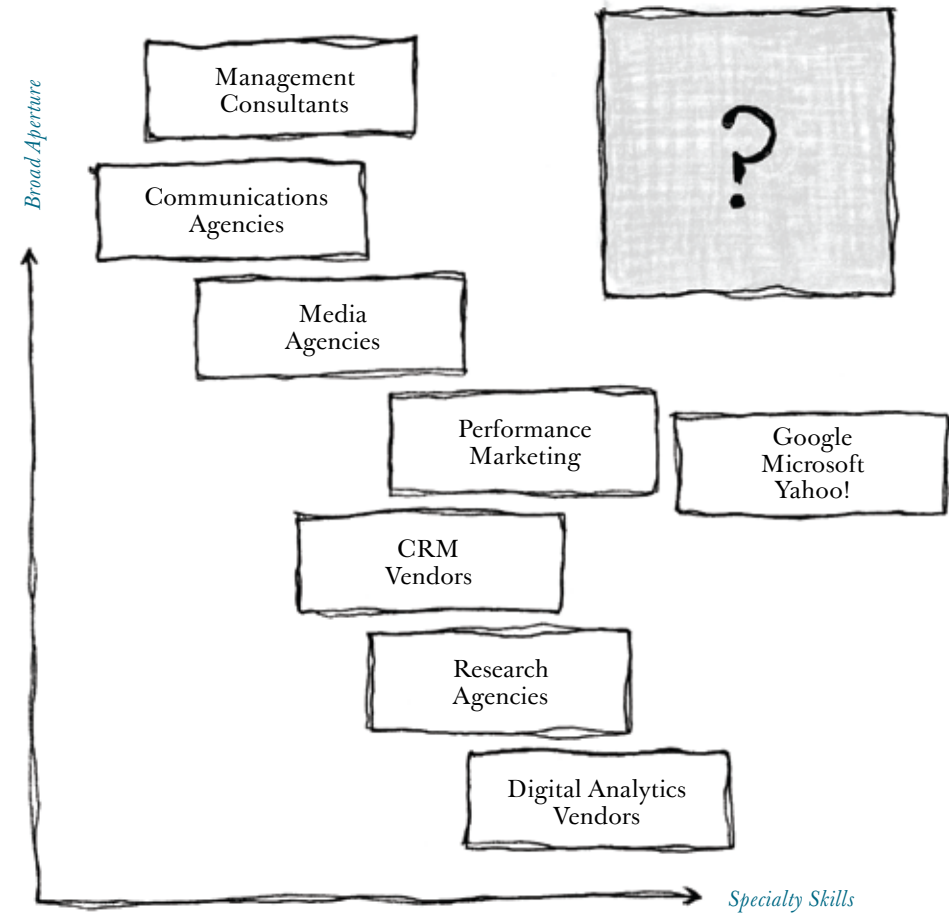 Management
Consultants
?
Broad Aperture
Communications
Agencies
Media
Agencies
Performance
Marketing
Google
Microsoft
Yahoo!
CRM
Vendors
Research
Agencies
Digital Analytics
Vendors
Specialty Skills